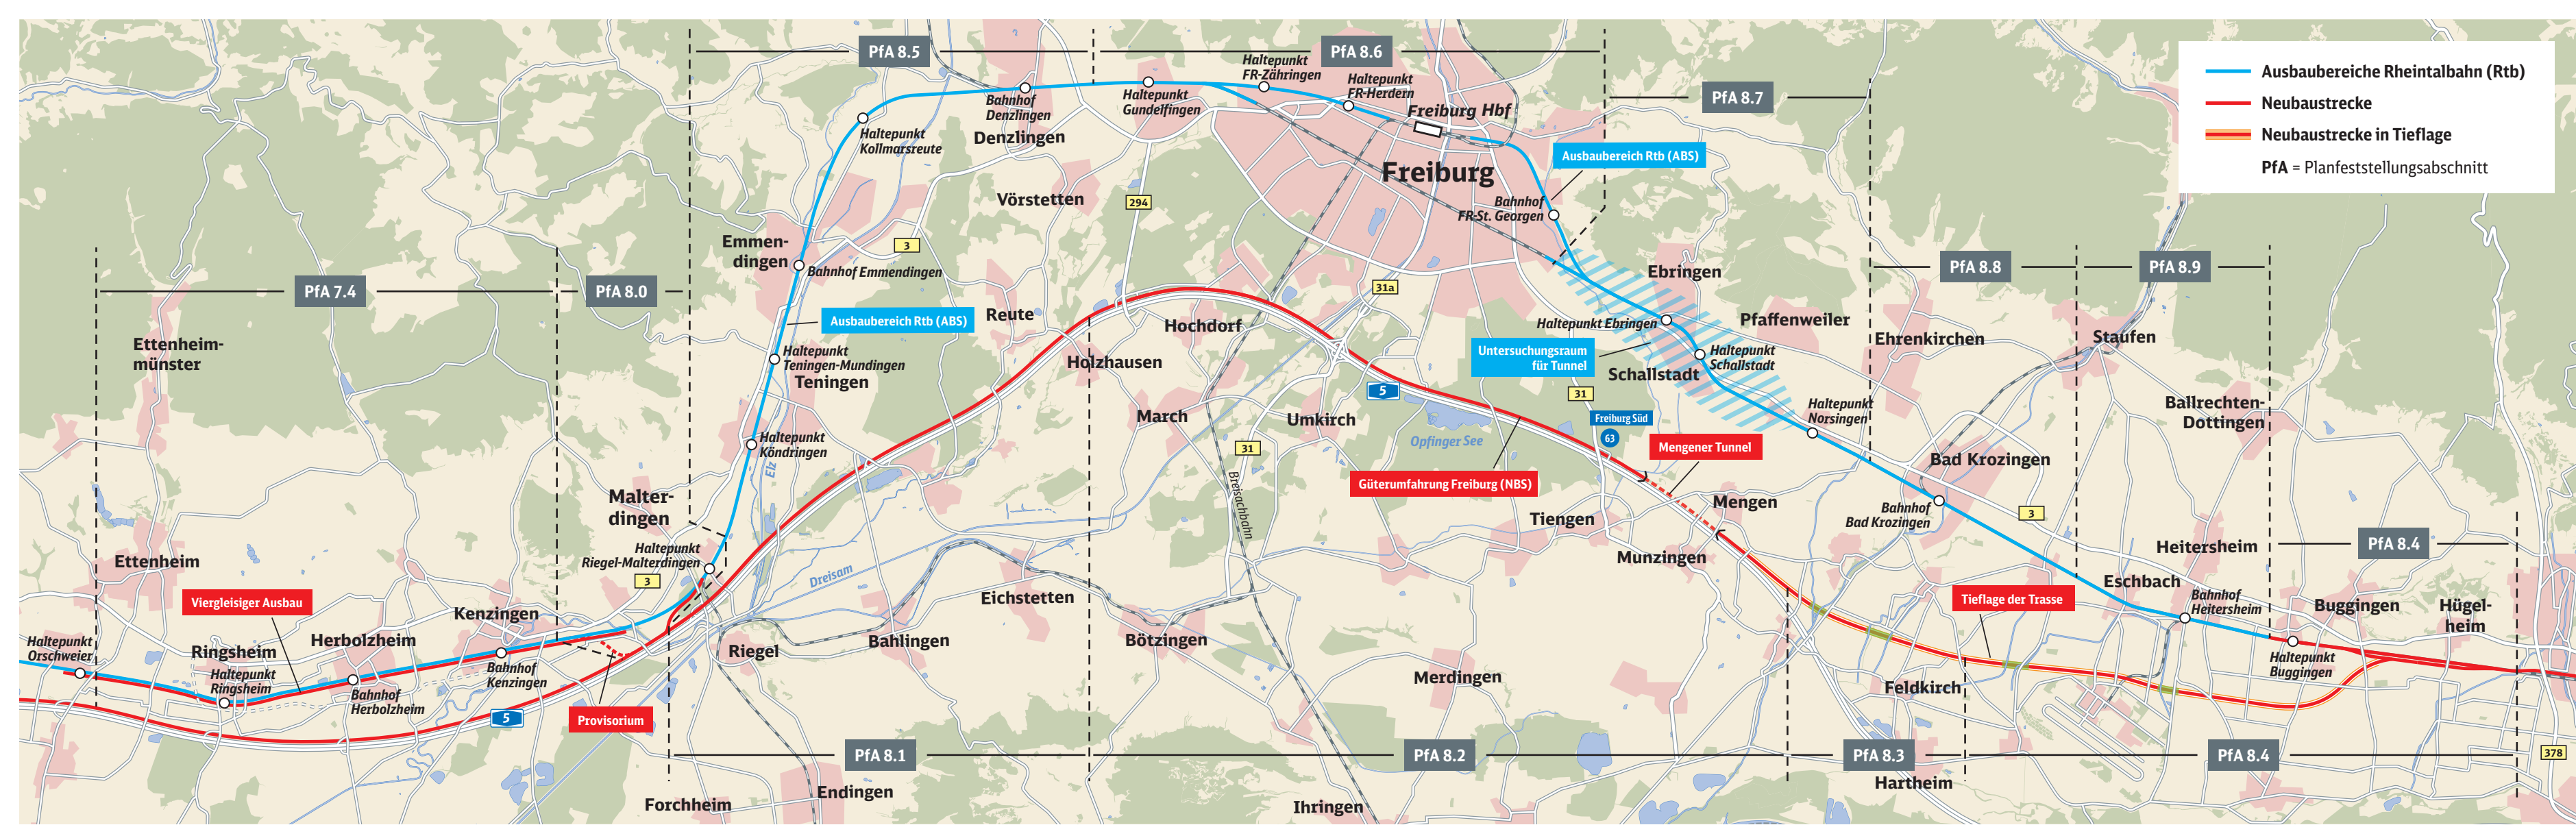 PfA 8.5
PfA 8.6
PfA 8.7
Ausbaubereiche Rheintalbahn (Rtb)
Neubaustrecke
Neubaustrecke in Tieflage
PfA = Planfeststellungsabschnitt
Haltepunkt
Kollmarsreute
Bahnhof
Denzlingen
Denzlingen
Haltepunkt
Gundelfingen
Haltepunkt
FR-Zähringen
Haltepunkt
FR-Herdern
Freiburg Hbf
Freiburg
Ausbaubereich Rtb (ABS)
Bahnhof
FR-St. Georgen
Vörstetten
294
3
Emmen-
dingen
Bahnhof Emmendingen
PfA 7.4
PfA 8.0
PfA 8.8
PfA 8.9
Ettenheim-
münster
Ausbaubereich Rtb (ABS)
Reute
Hochdorf
31a
Ebringen
Haltepunkt Ebringen
Pfaffenweiler
Ehrenkirchen
Staufen
Haltepunkt
Teningen-Mundingen
Teningen
Holzhausen
Untersuchungsraum
für Tunnel
Schallstadt
Haltepunkt
Schallstadt
5
31
March
Umkirch
Opfinger See
Freiburg Süd
63
Haltepunkt
Norsingen
Ballrechten-
Dottingen
Haltepunkt
Köndringen
Elz
31
Breisachbahn
Mengener Tunnel
Güterumfahrung Freiburg (NBS)
Bad Krozingen
Bahnhof
Bad Krozingen
3
Malter-
dingen
Tiengen
Mengen
Munzingen
Haltepunkt
Riegel-Malterdingen
3
Dreisam
Ettenheim
Heitersheim
PfA 8.4
Eschbach
Bahnhof
Heitersheim
Viergleisiger Ausbau
Kenzingen
Eichstetten
Tieflage der Trasse
Buggingen
Hügel-
heim
Haltepunkt
Orschweier
Ringsheim
Haltepunkt
Ringsheim
Herbolzheim
Bahnhof
Herbolzheim
Bahnhof
Kenzingen
Riegel
Bahlingen
Bötzingen
Merdingen
Feldkirch
Haltepunkt
Buggingen
5
Provisorium
PfA 8.1
PfA 8.2
PfA 8.3
PfA 8.4
378
Forchheim
Endingen
Ihringen
Hartheim